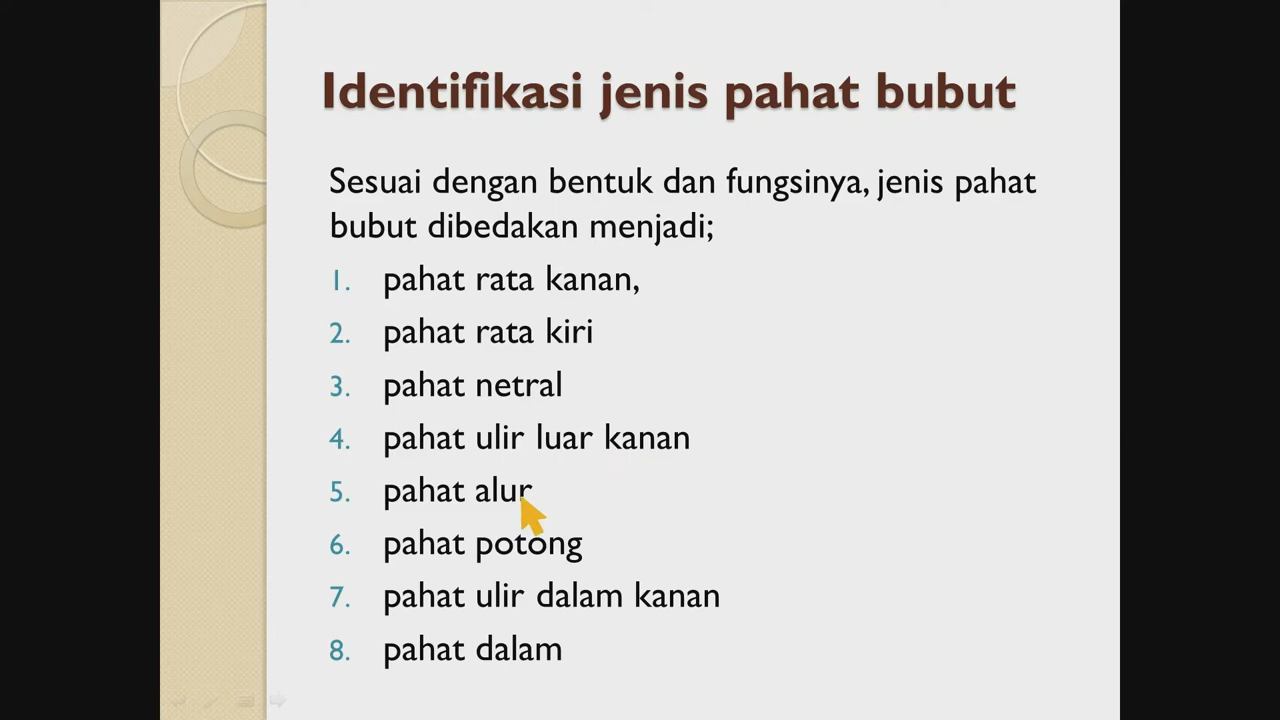 Identifikasi jenis pahat bubut
Sesuai dengan bentuk dan fungsinya, jenis pahat
bubut dibedakan menjadi;
1. pahat rata kanan,
2. pahat rata kiri
3. pahat netral
4. pahat ulir luar kanan
5. pahat alur
6. pahat potong
7. pahat ulir dalam kanan
8. pahat dalam